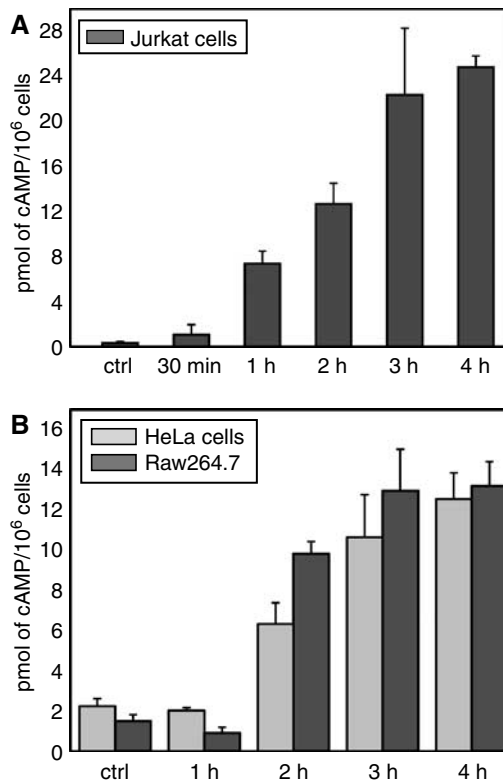 A
Jurkat cells
pmol of cAMP/10⁶ cells
28
24
20
16
12
8
4
0
ctrl 30 min 1 h 2 h 3 h 4 h
B
HeLa cells
Raw264.7
pmol of cAMP/10⁶ cells
16
14
12
10
8
6
4
2
0
ctrl 1 h 2 h 3 h 4 h